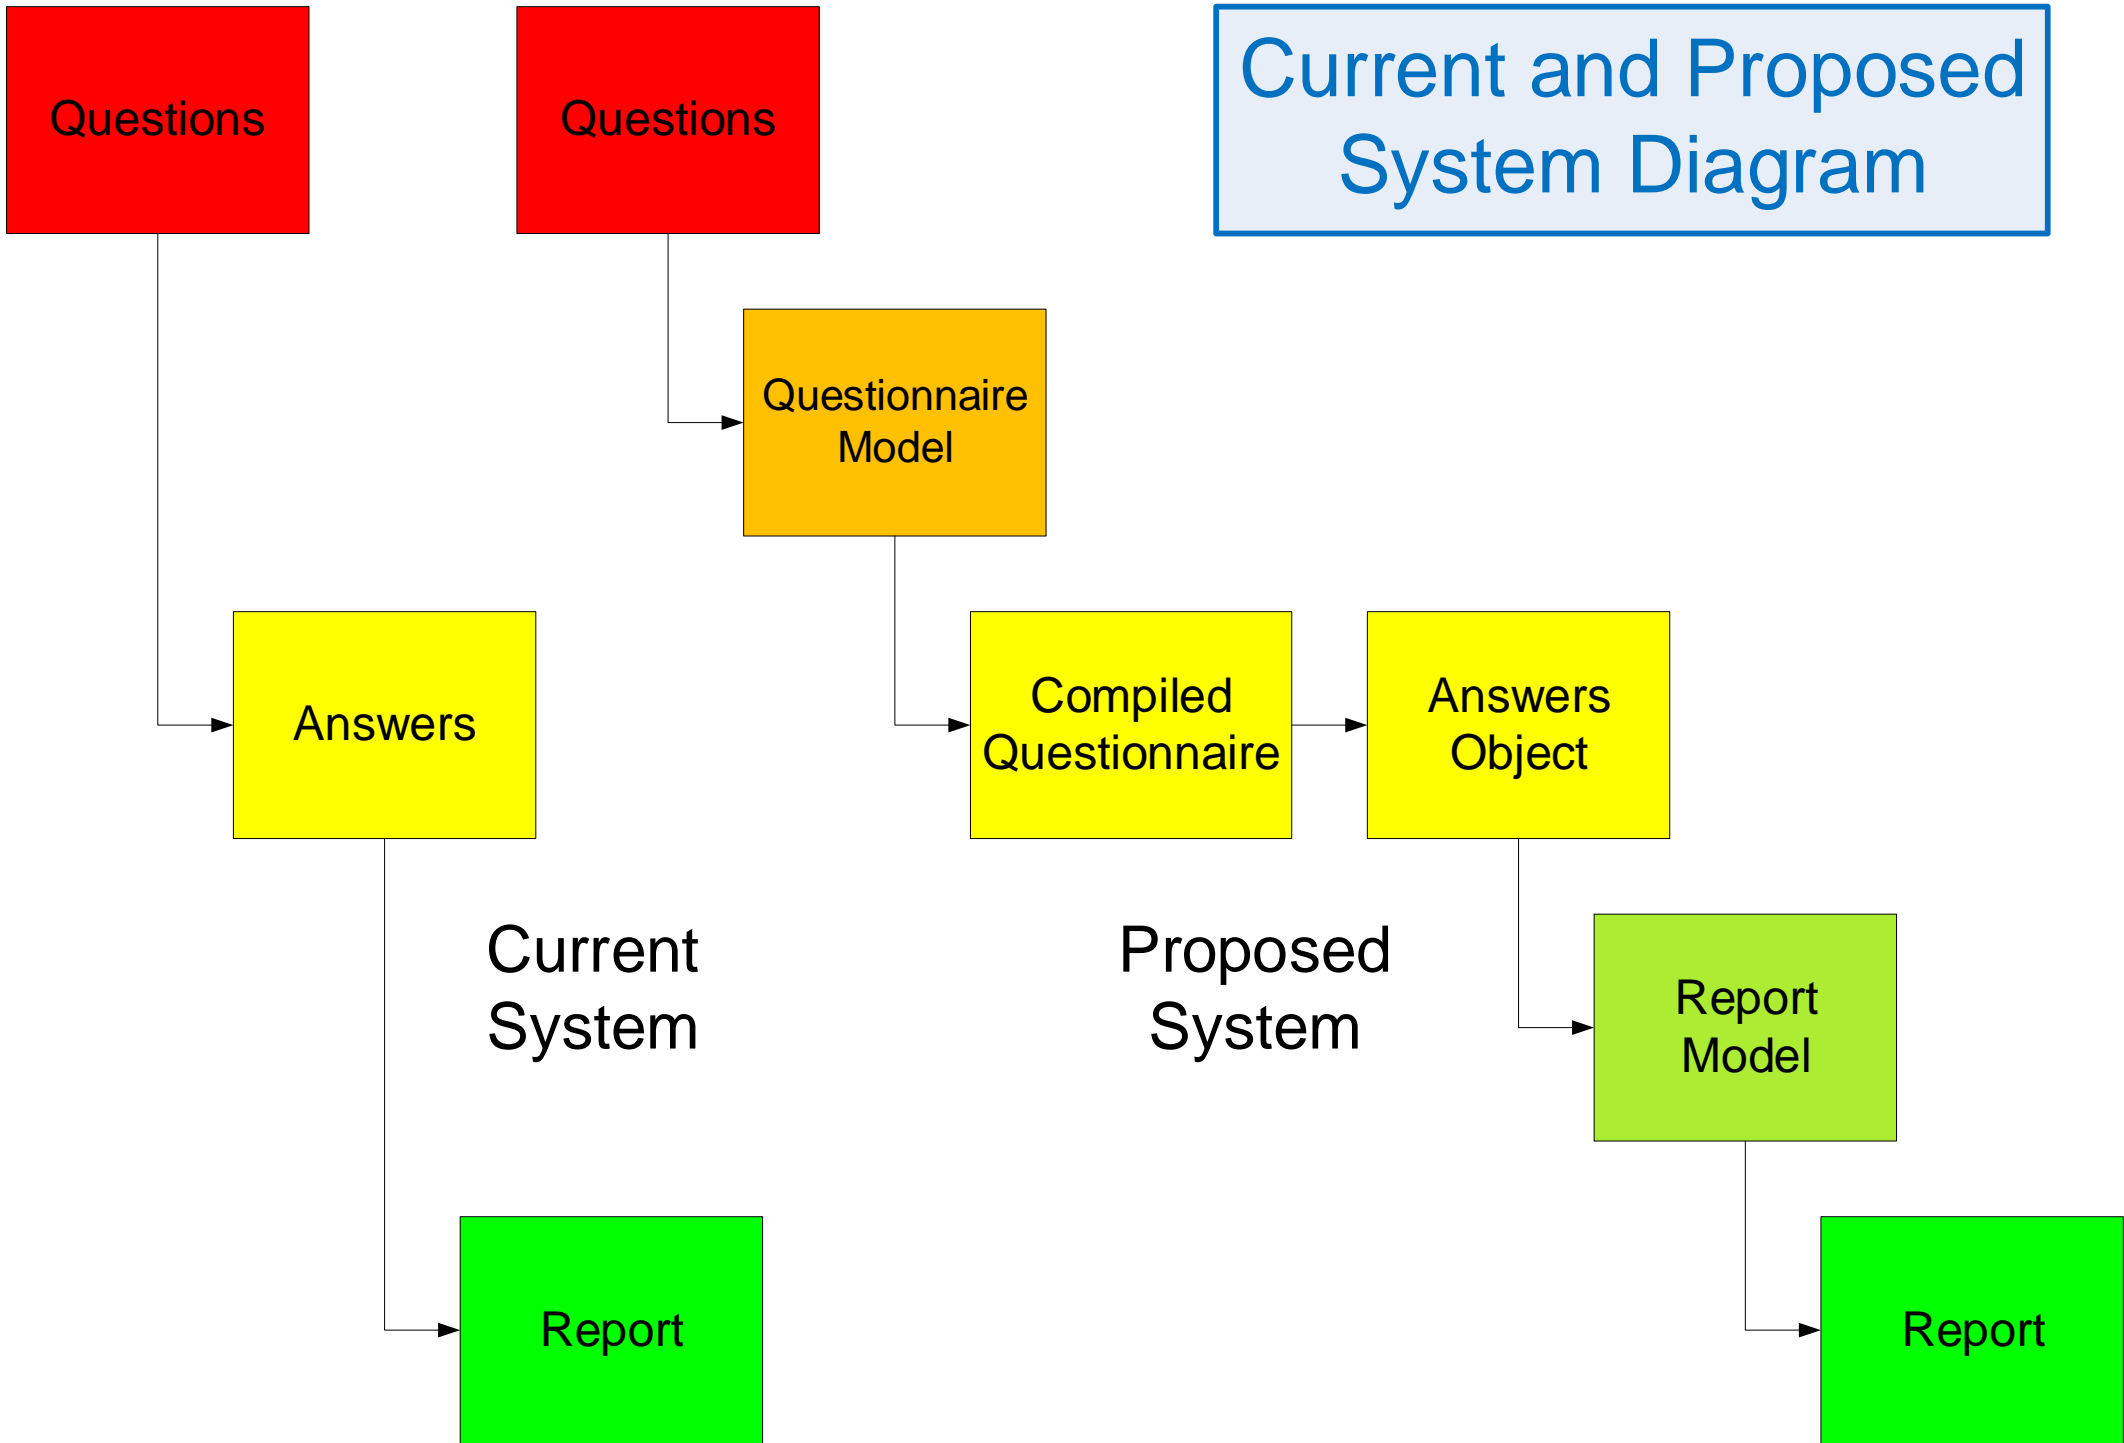 Questions
Questions
Current and Proposed
System Diagram
Questionnaire
Model
Answers
Compiled
Questionnaire
Answers
Object
Current
System
Proposed
System
Report
Model
Report
Report